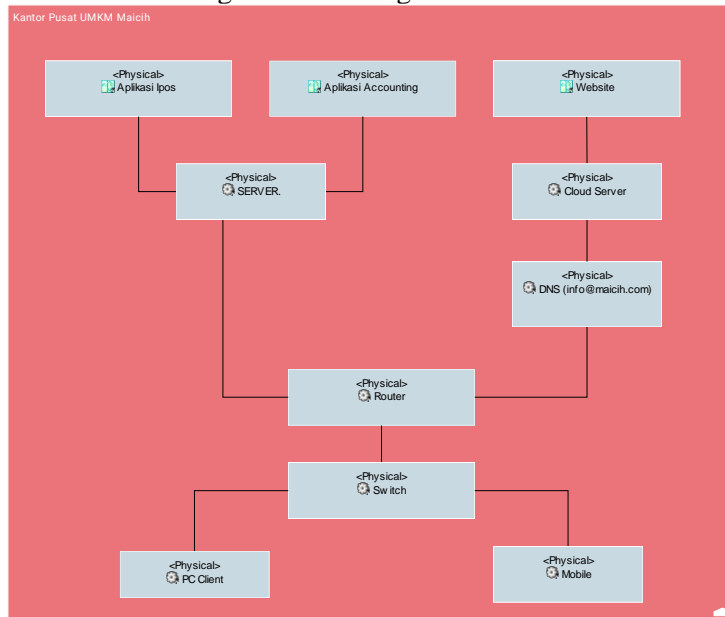 Kantor Pusat UMKM Maicih
<Physical>
Aplikasi Ipos
<Physical>
Aplikasi Accounting
<Physical>
Website
<Physical>
SERVER.
<Physical>
Cloud Server
<Physical>
DNS (info@maicih.com)
<Physical>
Router
<Physical>
Switch
<Physical>
PC Client
<Physical>
Mobile